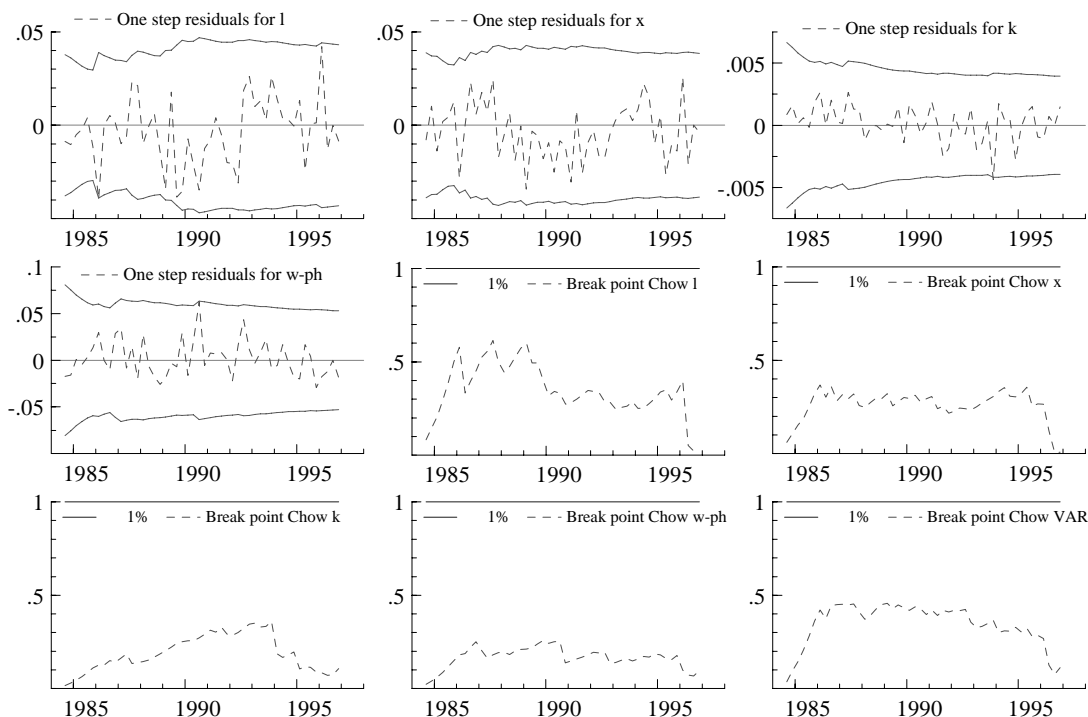 One step residuals for l
.05
0
1985 1990 1995
One step residuals for x
.05
0
1985 1990 1995
One step residuals for k
.005
0
-.005
1985 1990 1995
One step residuals for w-ph
.1
.05
0
-.05
1985 1990 1995
1
1% Break point Chow l
.5
1985 1990 1995
1
1% Break point Chow x
.5
1985 1990 1995
1
1% Break point Chow k
.5
1985 1990 1995
1
1% Break point Chow w-ph
.5
1985 1990 1995
1
1% Break point Chow VAR
.5
1985 1990 1995